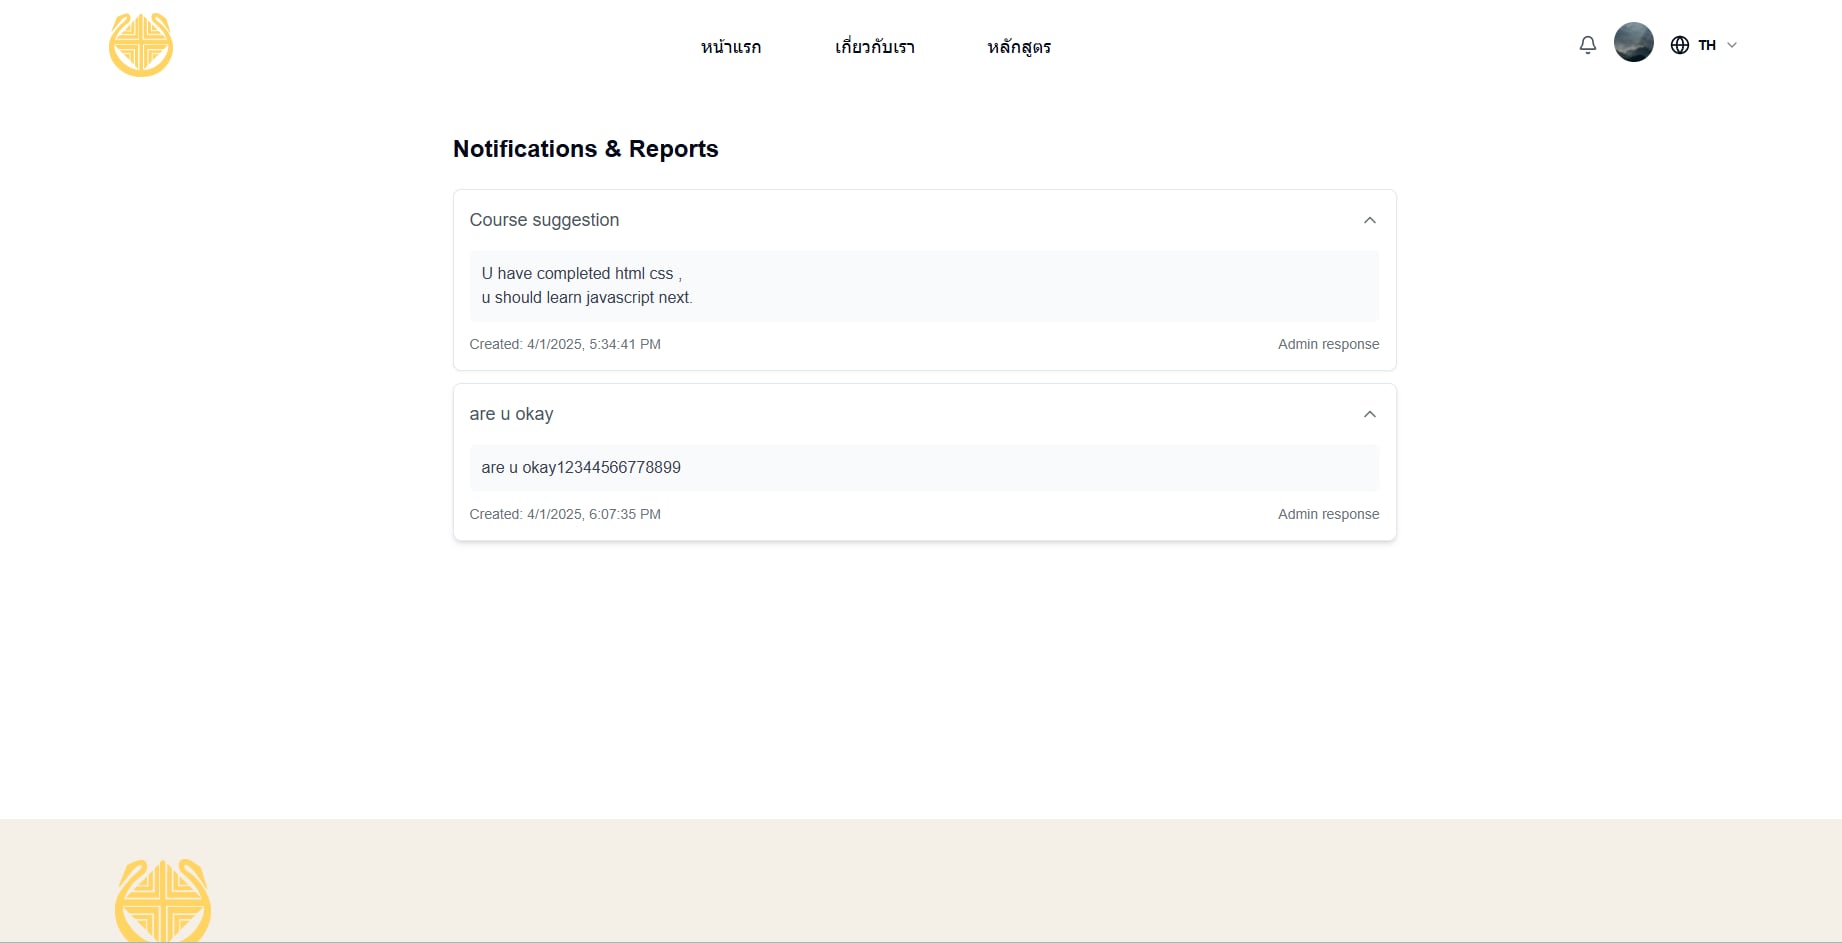 หน้าแรก
เกี่ยวกับเรา
หลักสูตร
TH
Notifications & Reports
Course suggestion
U have completed html css ,
u should learn javascript next.
Created: 4/1/2025, 5:34:41 PM
Admin response
are u okay
are u okay12344566778899
Created: 4/1/2025, 6:07:35 PM
Admin response